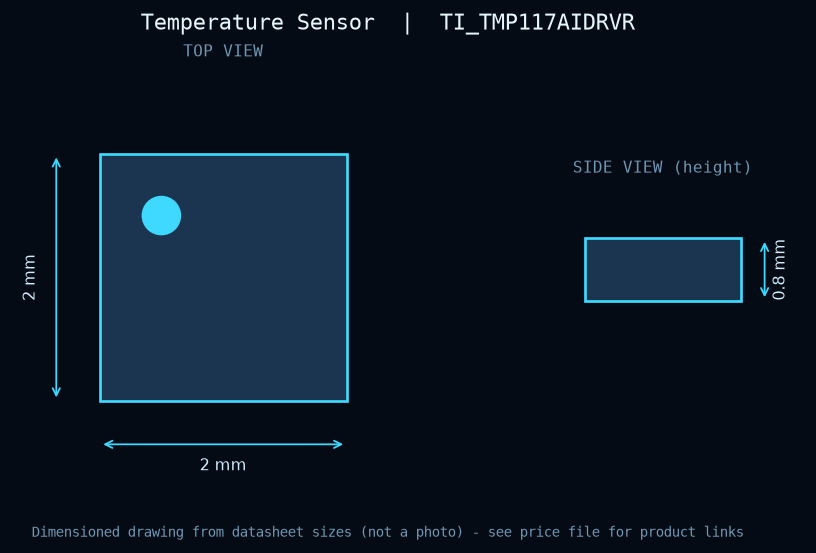 Temperature Sensor | TI_TMP117AIDRVR
TOP VIEW
SIDE VIEW (height)
2 mm
0.8 mm
2 mm
Dimensioned drawing from datasheet sizes (not a photo) - see price file for product links